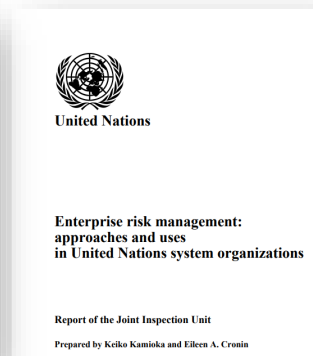 United Nations
Enterprise risk management:
approaches and uses
in United Nations system organizations
Report of the Joint Inspection Unit
Prepared by Keiko Kamioka and Eileen A. Cronin